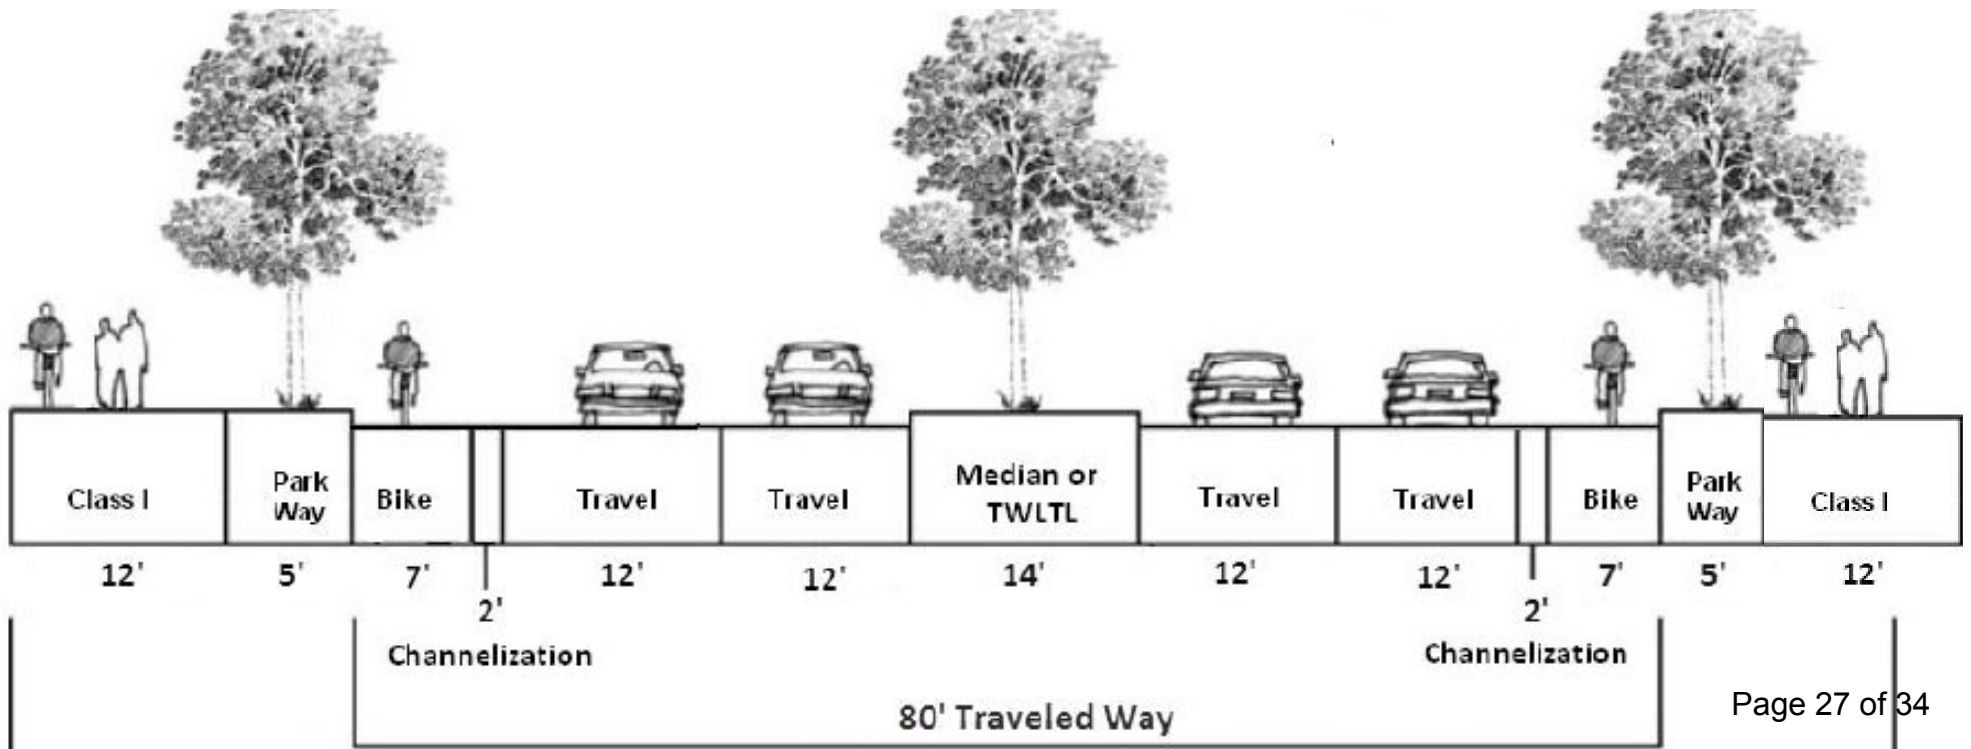 Class I
Park
Way
Bike
Travel
Travel
Median or
TWLTL
Travel
Travel
Bike
Park
Way
Class I
12'
5'
7'
2'
12'
12'
14'
12'
12'
2'
7'
5'
12'
Channelization
Channelization
80' Traveled Way
Page 27 of 34